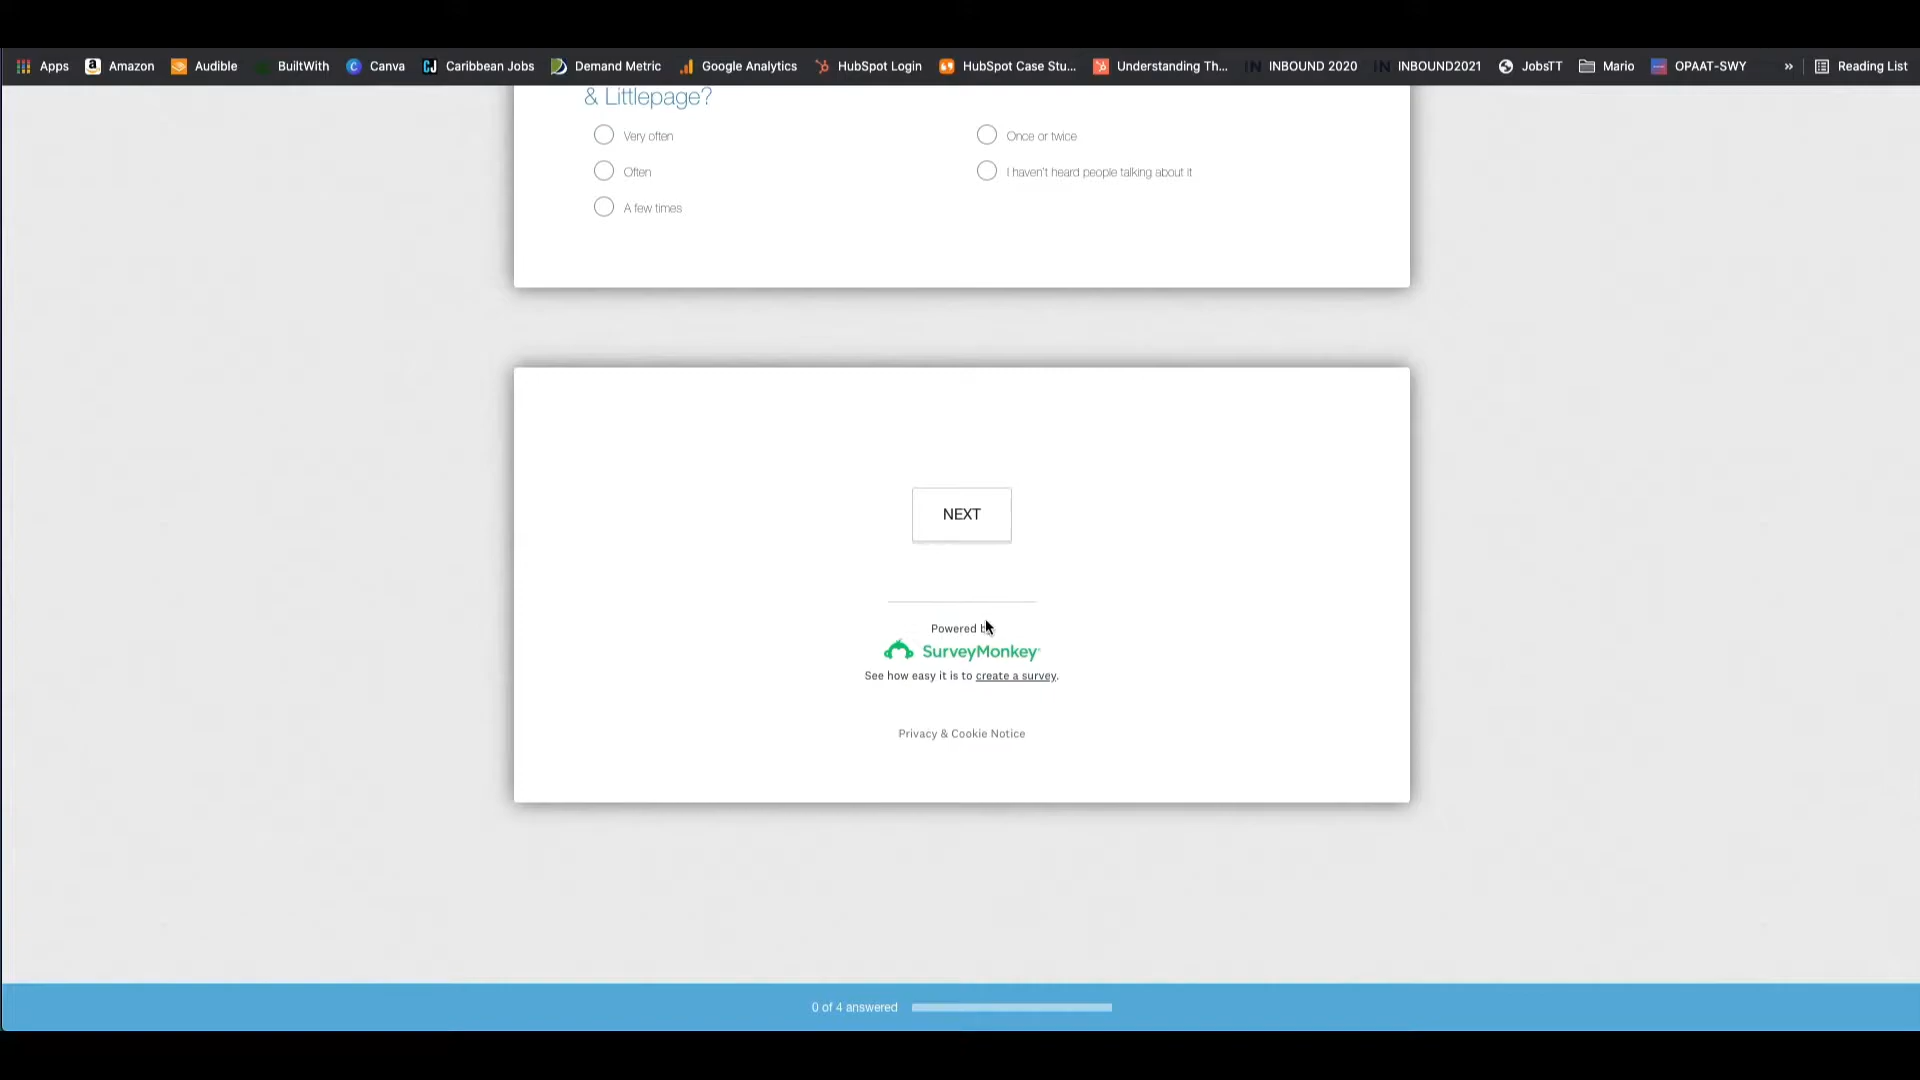 Apps Amazon Audible BuiltWith Canva Caribbean Jobs Demand Metric Google Analytics HubSpot Login HubSpot Case Stu... Understanding Th... INBOUND 2020 INBOUND2021 JobsTT Mario OPAAT-SWY » Reading List
& Littlepage?
Very often Once or twice
Often I haven't heard people talking about it
A few times
NEXT
Powered
SurveyMonkey
See how easy it is to create a survey.
Privacy & Cookie Notice
0 of 4 answered